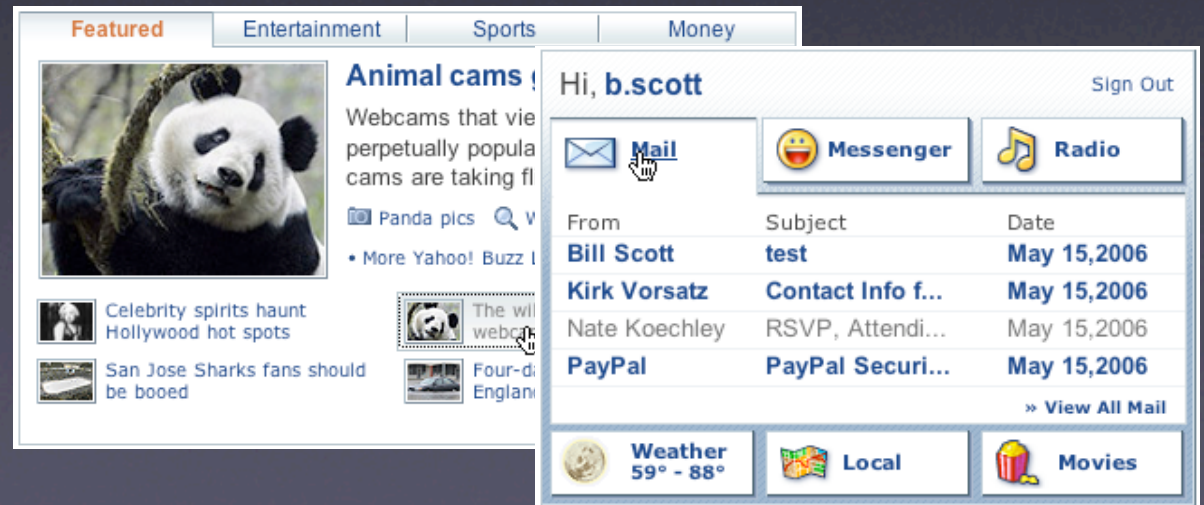 Featured Entertainment Sports Money
Animal cams
Webcams that vie
perpetually popula
cams are taking fl
Panda pics
• More Yahoo! Buzz
Celebrity spirits haunt
Hollywood hot spots
The wil
webca
San Jose Sharks fans should
be booed
Four-da
England
Hi, b.scott
Sign Out
Mail Messenger Radio
From Subject Date
Bill Scott test May 15,2006
Kirk Vorsatz Contact Info f... May 15,2006
Nate Koechley RSVP, Attendi... May 15,2006
PayPal PayPal Securi... May 15,2006
» View All Mail
Weather
59° - 88°
Local Movies